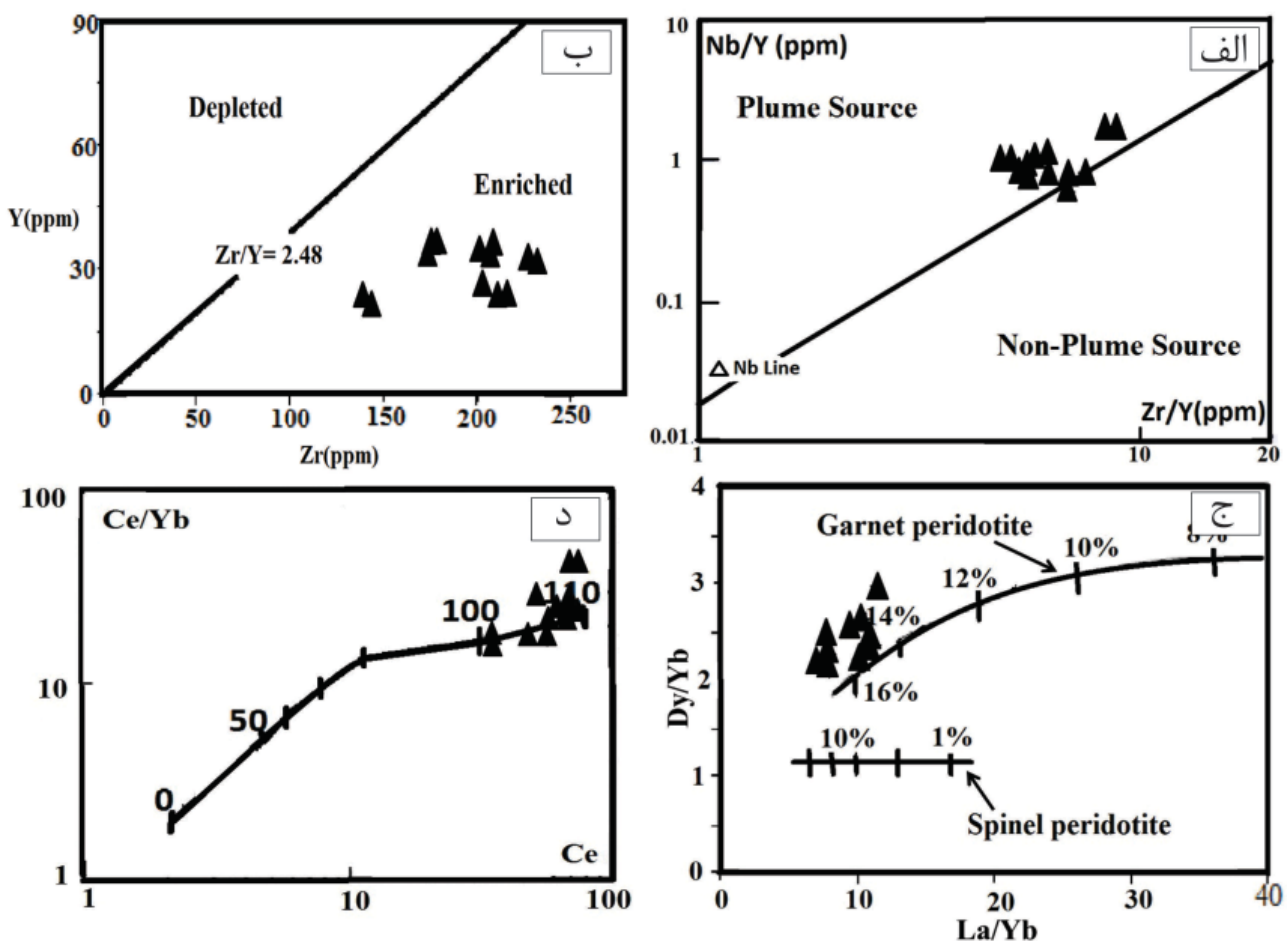 90
ب
Depleted
60
Enriched
Y(ppm)
30
Zr/Y= 2.48
0
0
50
100
150
200
250
Zr(ppm)
10
Nb/Y (ppm)
الف
Plume Source
1
0.1
Non-Plume Source
Nb Line
Zr/Y(ppm)
0.01
1
10
20
100
Ce/Yb
د
110
100
10
50
0
Ce
1
1
10
100
4
ج
Garnet peridotite
8%
10%
3
12%
14%
Dy/Yb
2
16%
10%
1%
1
Spinel peridotite
0
0
10
20
30
40
La/Yb